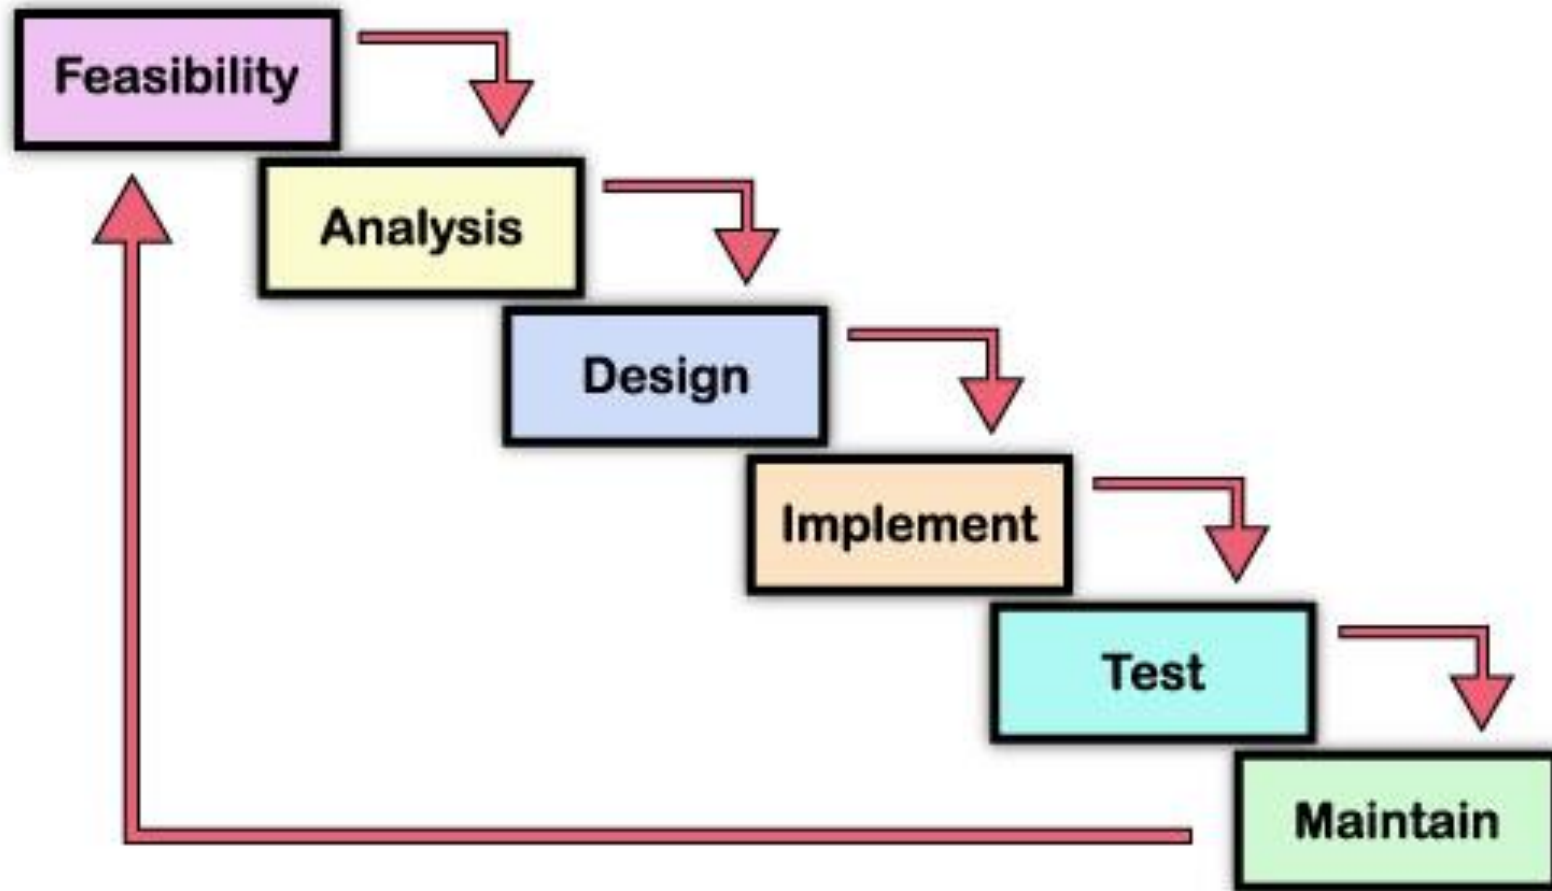 Feasibility
Analysis
Design
Implement
Test
Maintain